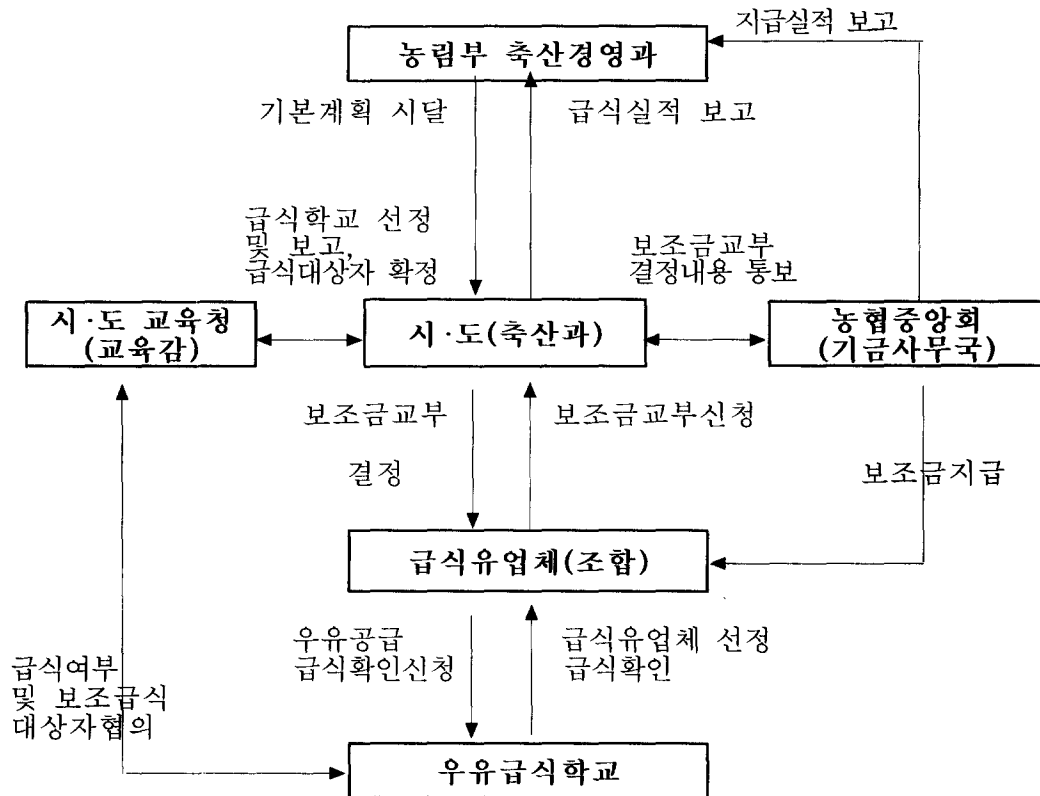 지급실적 보고
농림부 축산경영과
기본계획 시달
급식실적 보고
급식학교 선정
및 보고,
급식대상자 확정
보조금교부
결정내용 통보
시·도 교육청
(교육감)
시·도(축산과)
농협중앙회
(기금사무국)
보조금교부
결정
보조금교부신청
보조금지급
급식유업체(조합)
우유공급
급식확인신청
급식유업체 선정
급식확인
급식여부
및 보조급식
대상자협의
우유급식학교